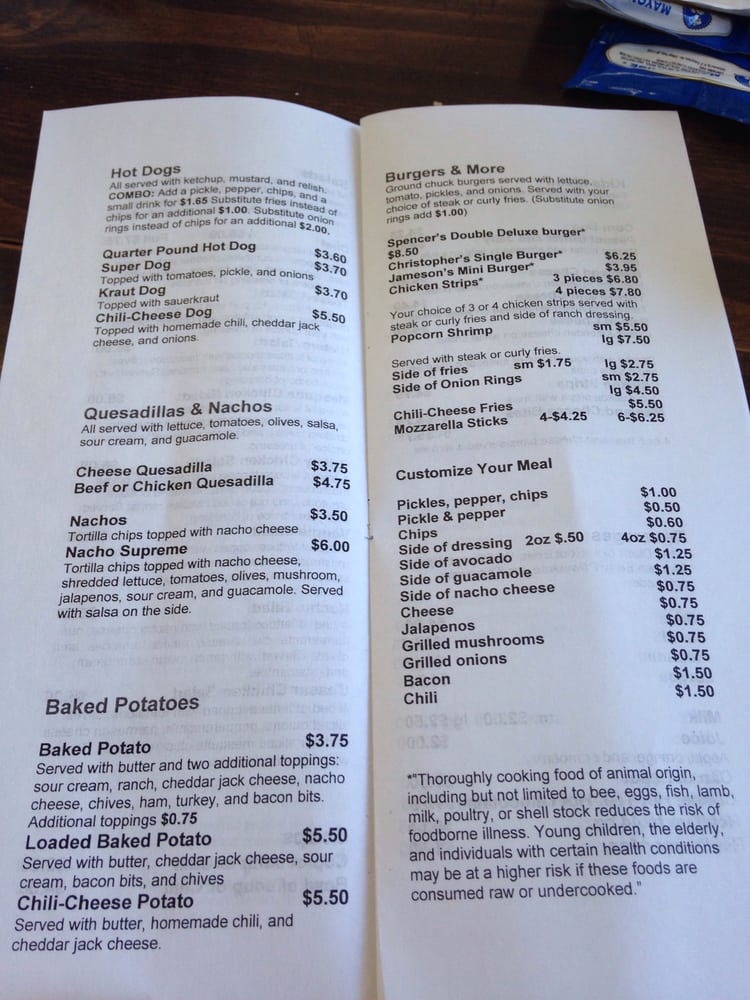 MAYO
Hot Dogs
All served with ketchup, mustard, and relish.
COMBO: Add a pickle, pepper, chips, and a
small drink for $1.65 Substitute fries instead of
chips for an additional $1.00. Substitute onion
rings instead of chips for an additional $2.00.
Quarter Pound Hot Dog $3.60
Super Dog $3.70
Topped with tomatoes, pickle, and onions
Kraut Dog $3.70
Topped with sauerkraut
Chili-Cheese Dog $5.50
Topped with homemade chili, cheddar jack
cheese, and onions.
Quesadillas & Nachos
All served with lettuce, tomatoes, olives, salsa,
sour cream, and guacamole.
Cheese Quesadilla $3.75
Beef or Chicken Quesadilla $4.75
Nachos $3.50
Tortilla chips topped with nacho cheese
Nacho Supreme $6.00
Tortilla chips topped with nacho cheese,
shredded lettuce, tomatoes, olives, mushroom,
jalapenos, sour cream, and guacamole. Served
with salsa on the side.
Baked Potatoes
Baked Potato $3.75
Served with butter and two additional toppings:
sour cream, ranch, cheddar jack cheese, nacho
cheese, chives, ham, turkey, and bacon bits.
Additional toppings $0.75
Loaded Baked Potato $5.50
Served with butter, cheddar jack cheese, sour
cream, bacon bits, and chives
Chili-Cheese Potato $5.50
Served with butter, homemade chili, and
cheddar jack cheese.
Burgers & More
Ground chuck burgers served with lettuce,
tomato, pickles, and onions. Served with your
choice of steak or curly fries. (Substitute onion
rings add $1.00)
Spencer's Double Deluxe burger*
$8.50
Christopher's Single Burger* $6.25
Jameson's Mini Burger* $3.95
Chicken Strips* 3 pieces $6.80
4 pieces $7.80
Your choice of 3 or 4 chicken strips served with
steak or curly fries and side of ranch dressing.
Popcorn Shrimp sm $5.50
lg $7.50
Served with steak or curly fries.
Side of fries sm $1.75 lg $2.75
Side of Onion Rings sm $2.75
lg $4.50
Chili-Cheese Fries $5.50
Mozzarella Sticks 4-$4.25 6-$6.25
Customize Your Meal
Pickles, pepper, chips $1.00
Pickle & pepper $0.50
Chips $0.60
Side of dressing 2oz $.50 4oz $0.75
Side of avocado $1.25
Side of guacamole $1.25
Side of nacho cheese $0.75
Cheese $0.75
Jalapenos $0.75
Grilled mushrooms $0.75
Grilled onions $0.75
Bacon $1.50
Chili $1.50
*"Thoroughly cooking food of animal origin,
including but not limited to bee, eggs, fish, lamb,
milk, poultry, or shell stock reduces the risk of
foodborne illness. Young children, the elderly,
and individuals with certain health conditions
may be at a higher risk if these foods are
consumed raw or undercooked."